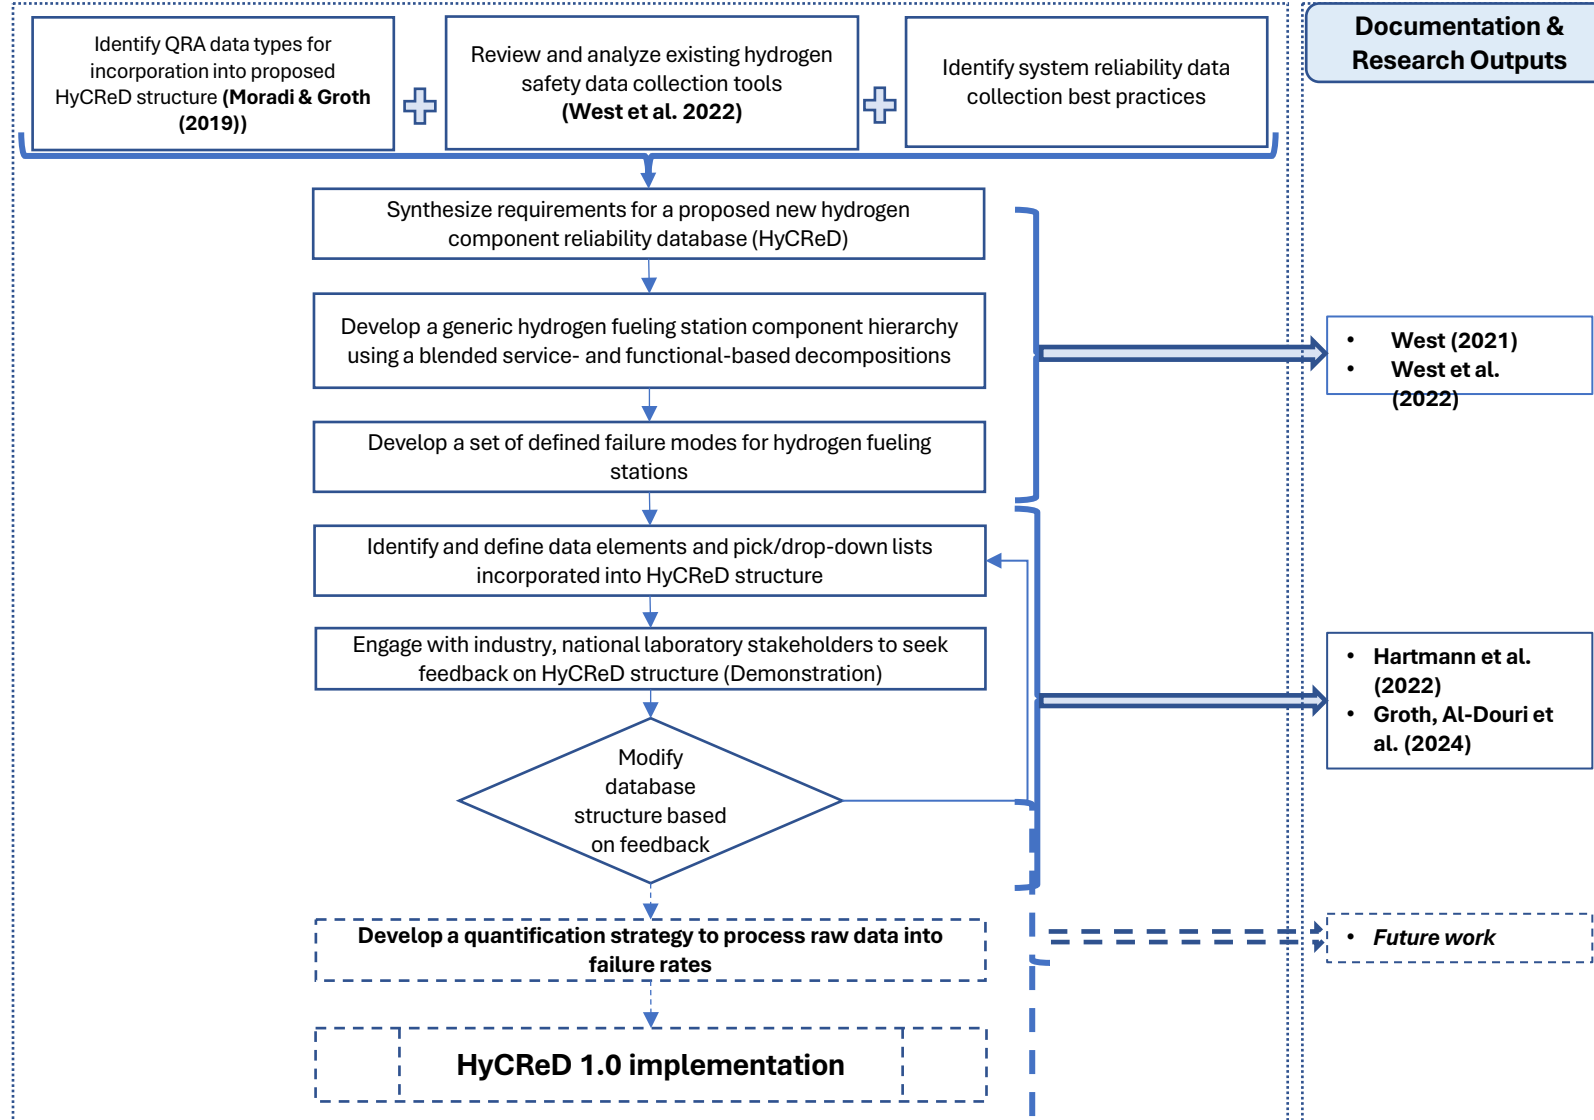 Identify QRA data types for
incorporation into proposed
HyCReD structure (Moradi & Groth
(2019))
Review and analyze existing hydrogen
safety data collection tools
(West et al. 2022)
Identify system reliability data
collection best practices
Documentation &
Research Outputs
Synthesize requirements for a proposed new hydrogen
component reliability database (HyCReD)
Develop a generic hydrogen fueling station component hierarchy
using a blended service- and functional-based decompositions
Develop a set of defined failure modes for hydrogen fueling
stations
• West (2021)
• West et al.
(2022)
Identify and define data elements and pick/drop-down lists
incorporated into HyCReD structure
Engage with industry, national laboratory stakeholders to seek
feedback on HyCReD structure (Demonstration)
Modify
database
structure based
on feedback
• Hartmann et al.
(2022)
• Groth, Al-Douri et
al. (2024)
Develop a quantification strategy to process raw data into
failure rates
• Future work
HyCReD 1.0 implementation